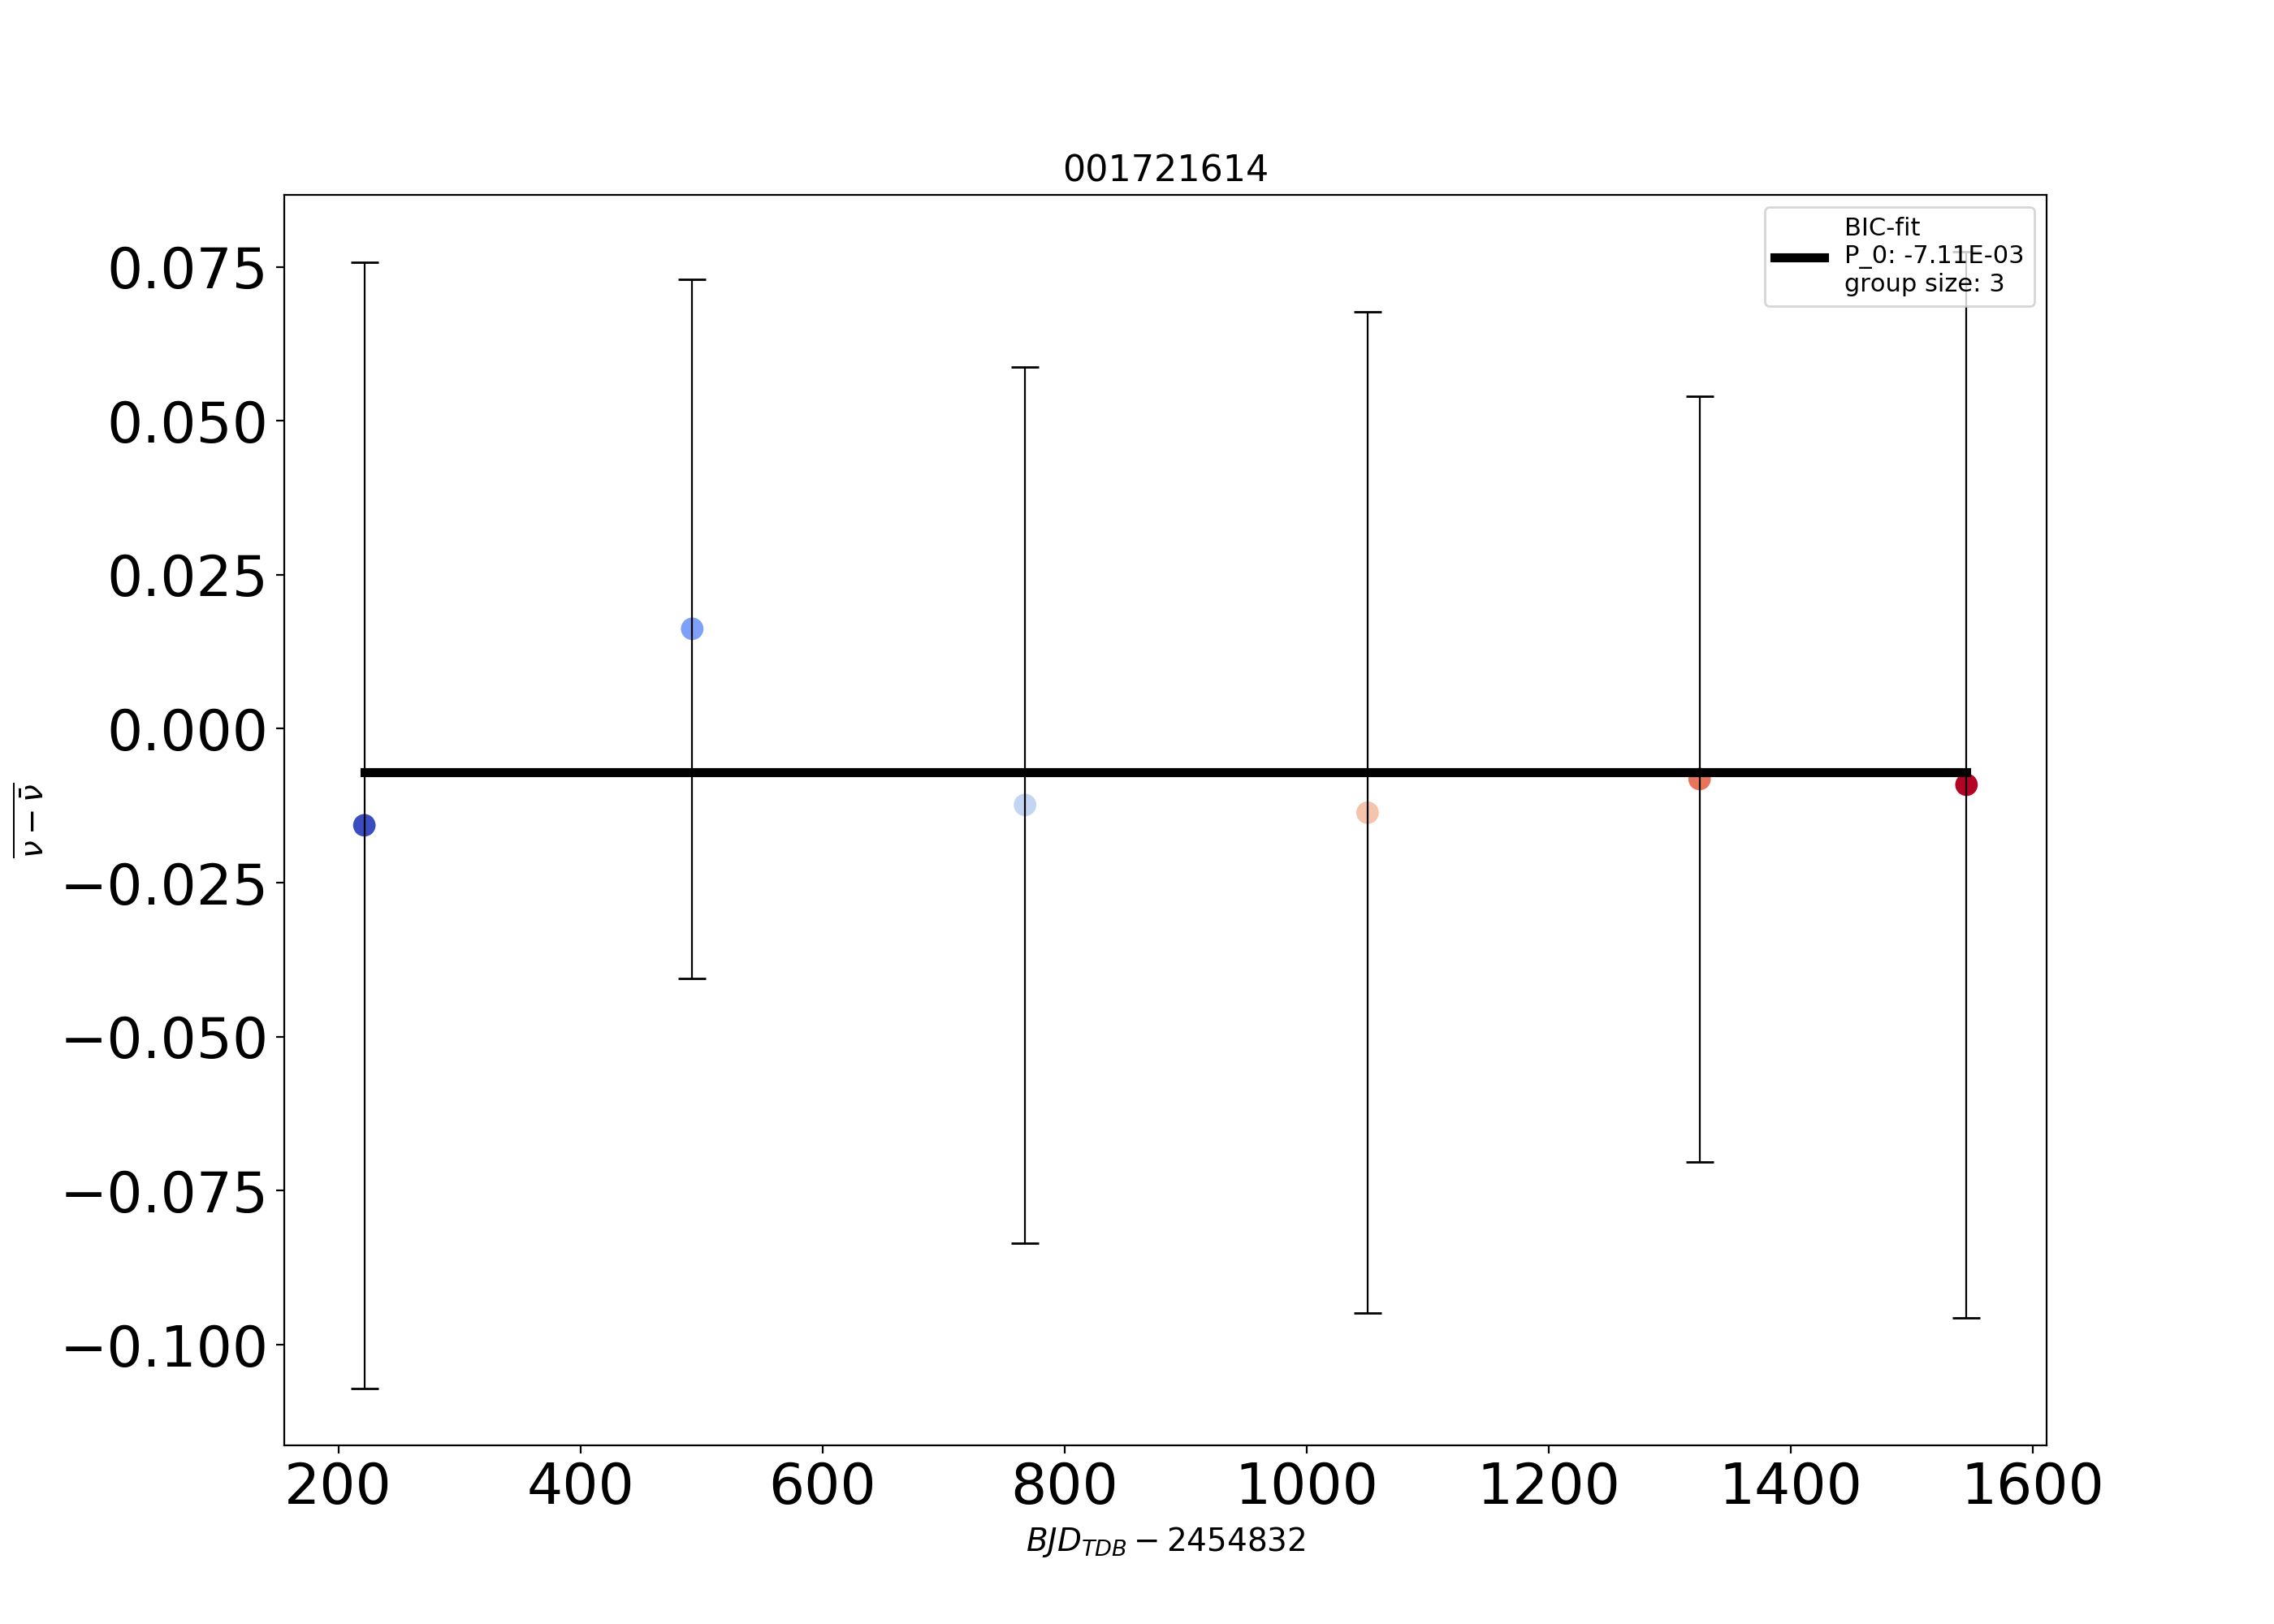 001721614
BIC-fit
P_0: -7.11E-03
group size: 3
0.075
0.050
0.025
0.000
−0.025
−0.050
−0.075
−0.100
ν − ν̄
200 400 600 800 1000 1200 1400 1600
BJD_TDB − 2454832